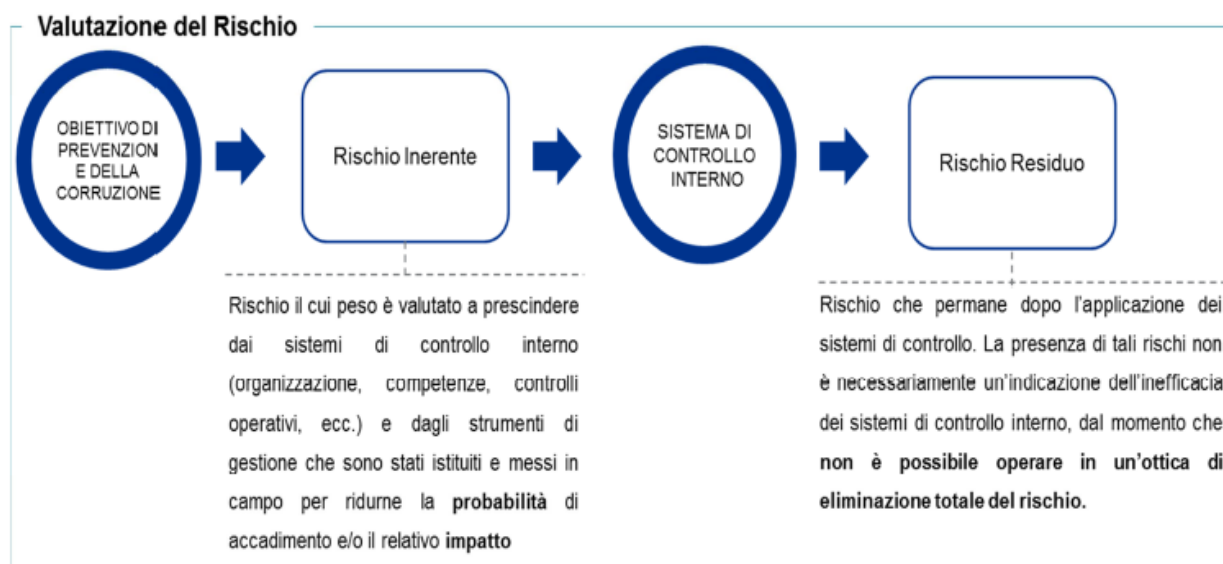 Valutazione del Rischio
OBIETTIVO DI
PREVENZION
E DELLA
CORRUZIONE
Rischio Inerente
SISTEMA DI
CONTROLLO
INTERNO
Rischio Residuo
Rischio il cui peso è valutato a prescindere
dai sistemi di controllo interno
(organizzazione, competenze, controlli
operativi, ecc.) e dagli strumenti di
gestione che sono stati istituiti e messi in
campo per ridurne la probabilità di
accadimento e/o il relativo impatto
Rischio che permane dopo l'applicazione dei
sistemi di controllo. La presenza di tali rischi non
è necessariamente un'indicazione dell'inefficacia
dei sistemi di controllo interno, dal momento che
non è possibile operare in un'ottica di
eliminazione totale del rischio.